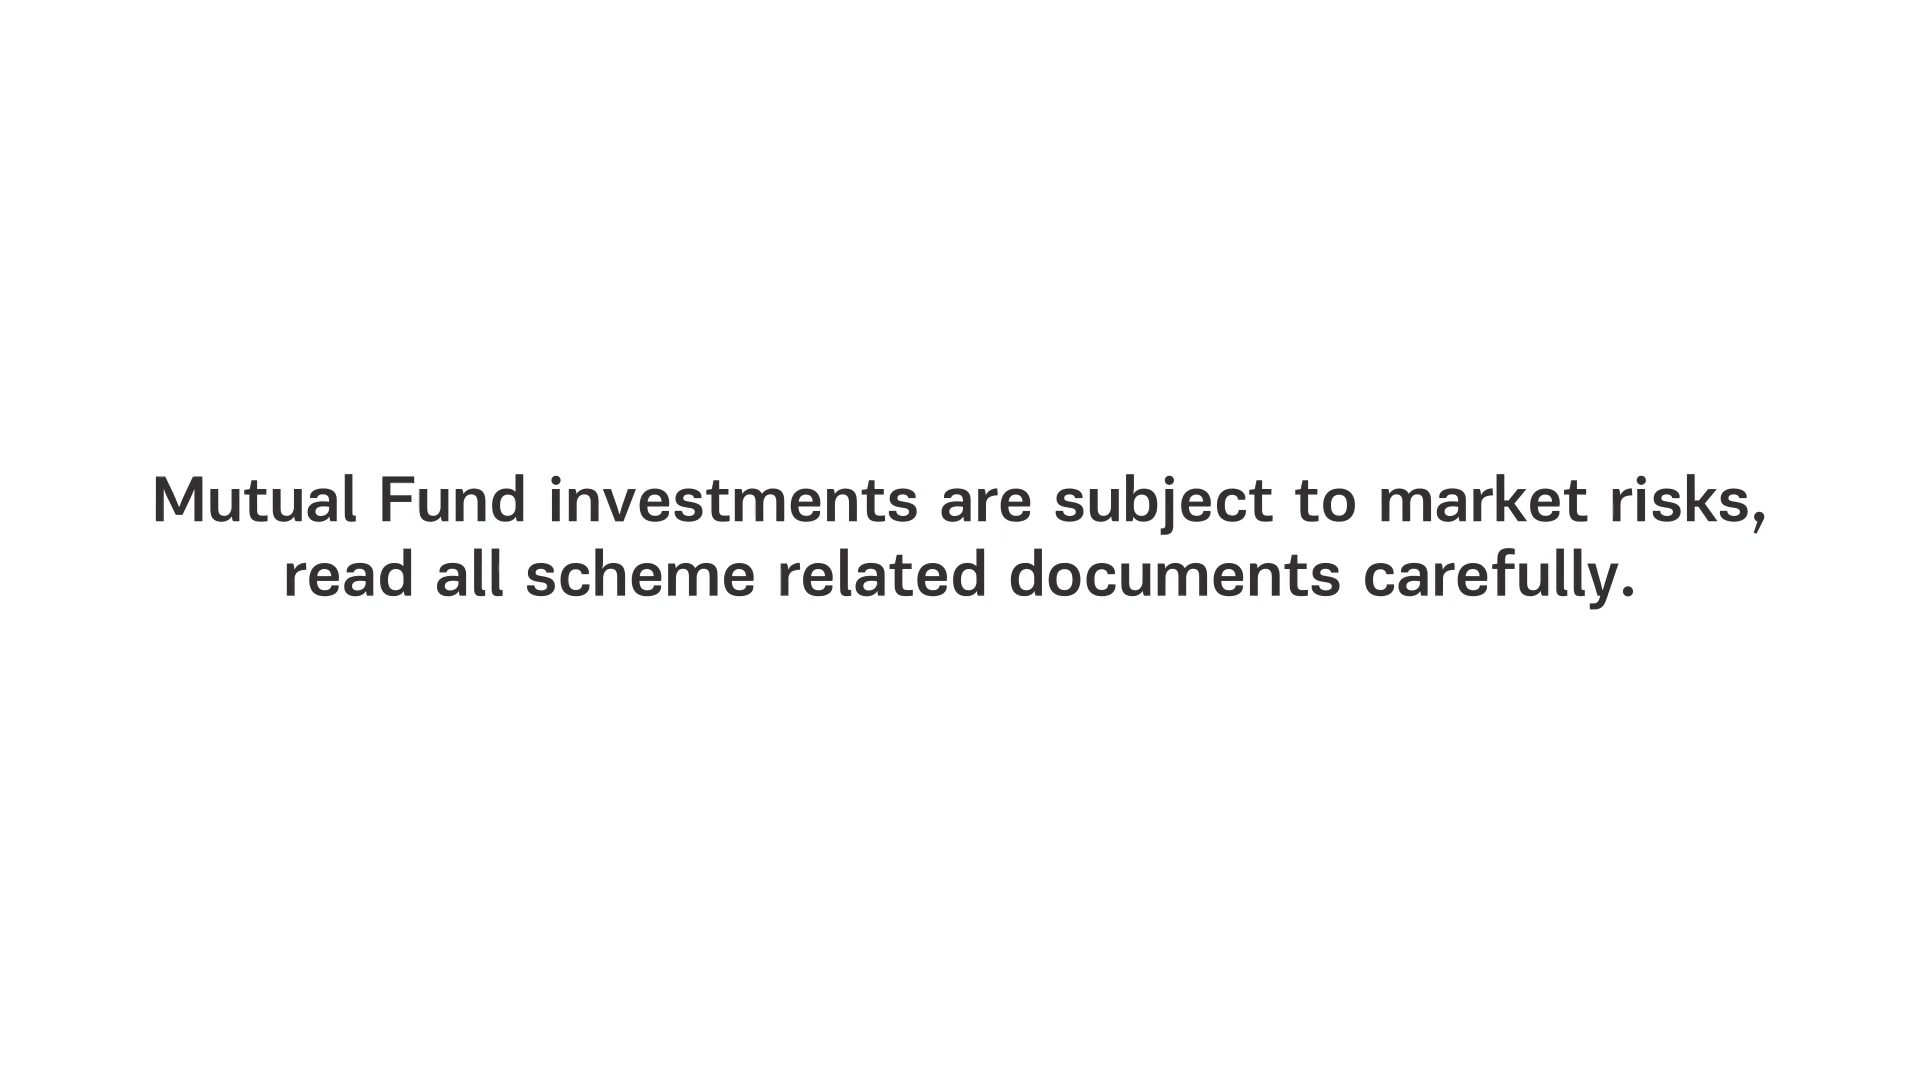 Mutual Fund investments are subject to market risks,
read all scheme related documents carefully.